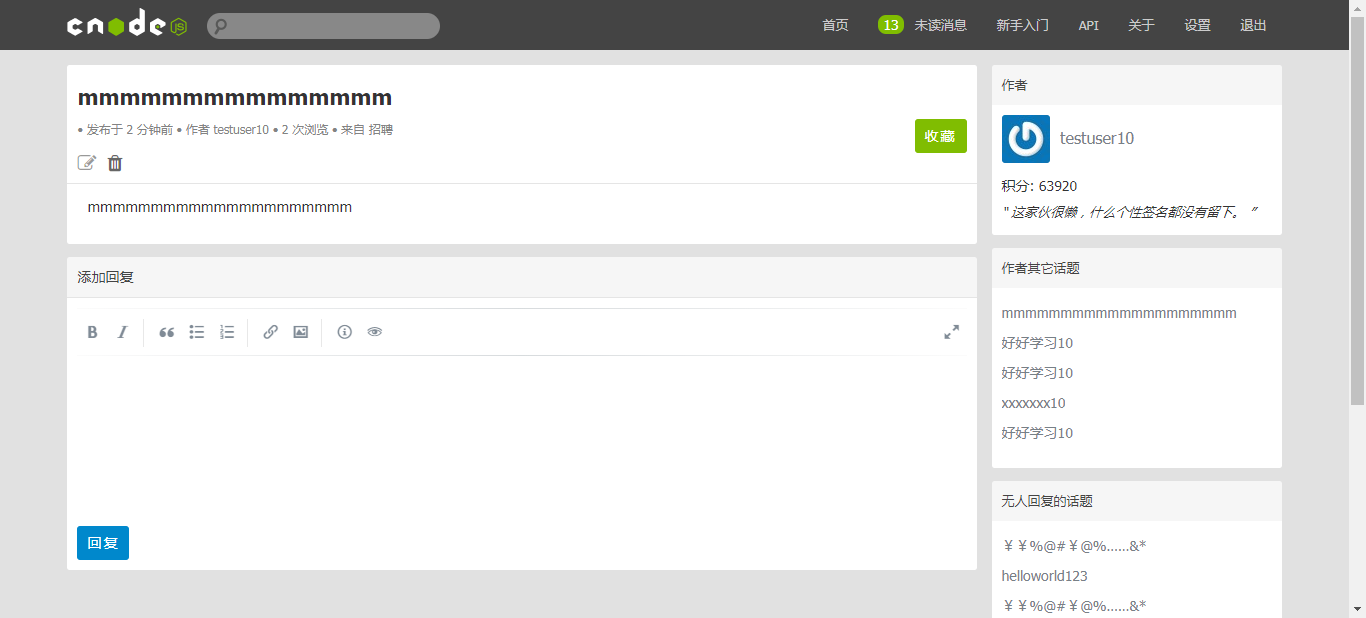 cnodeJS
首页 13 未读消息 新手入门 API 关于 设置 退出
mmmmmmmmmmmmmmm
• 发布于 2 分钟前 • 作者 testuser10 • 2 次浏览 • 来自 招聘
收藏
mmmmmmmmmmmmmmmmmmmmm
添加回复
B I
回复
作者
testuser10
积分: 63920
" 这家伙很懒，什么个性签名都没有留下。 ”
作者其它话题
mmmmmmmmmmmmmmmmmmmm
好好学习10
好好学习10
xxxxxxx10
好好学习10
无人回复的话题
￥￥%@#￥@%……&*
helloworld123
￥￥%@#￥@%……&*